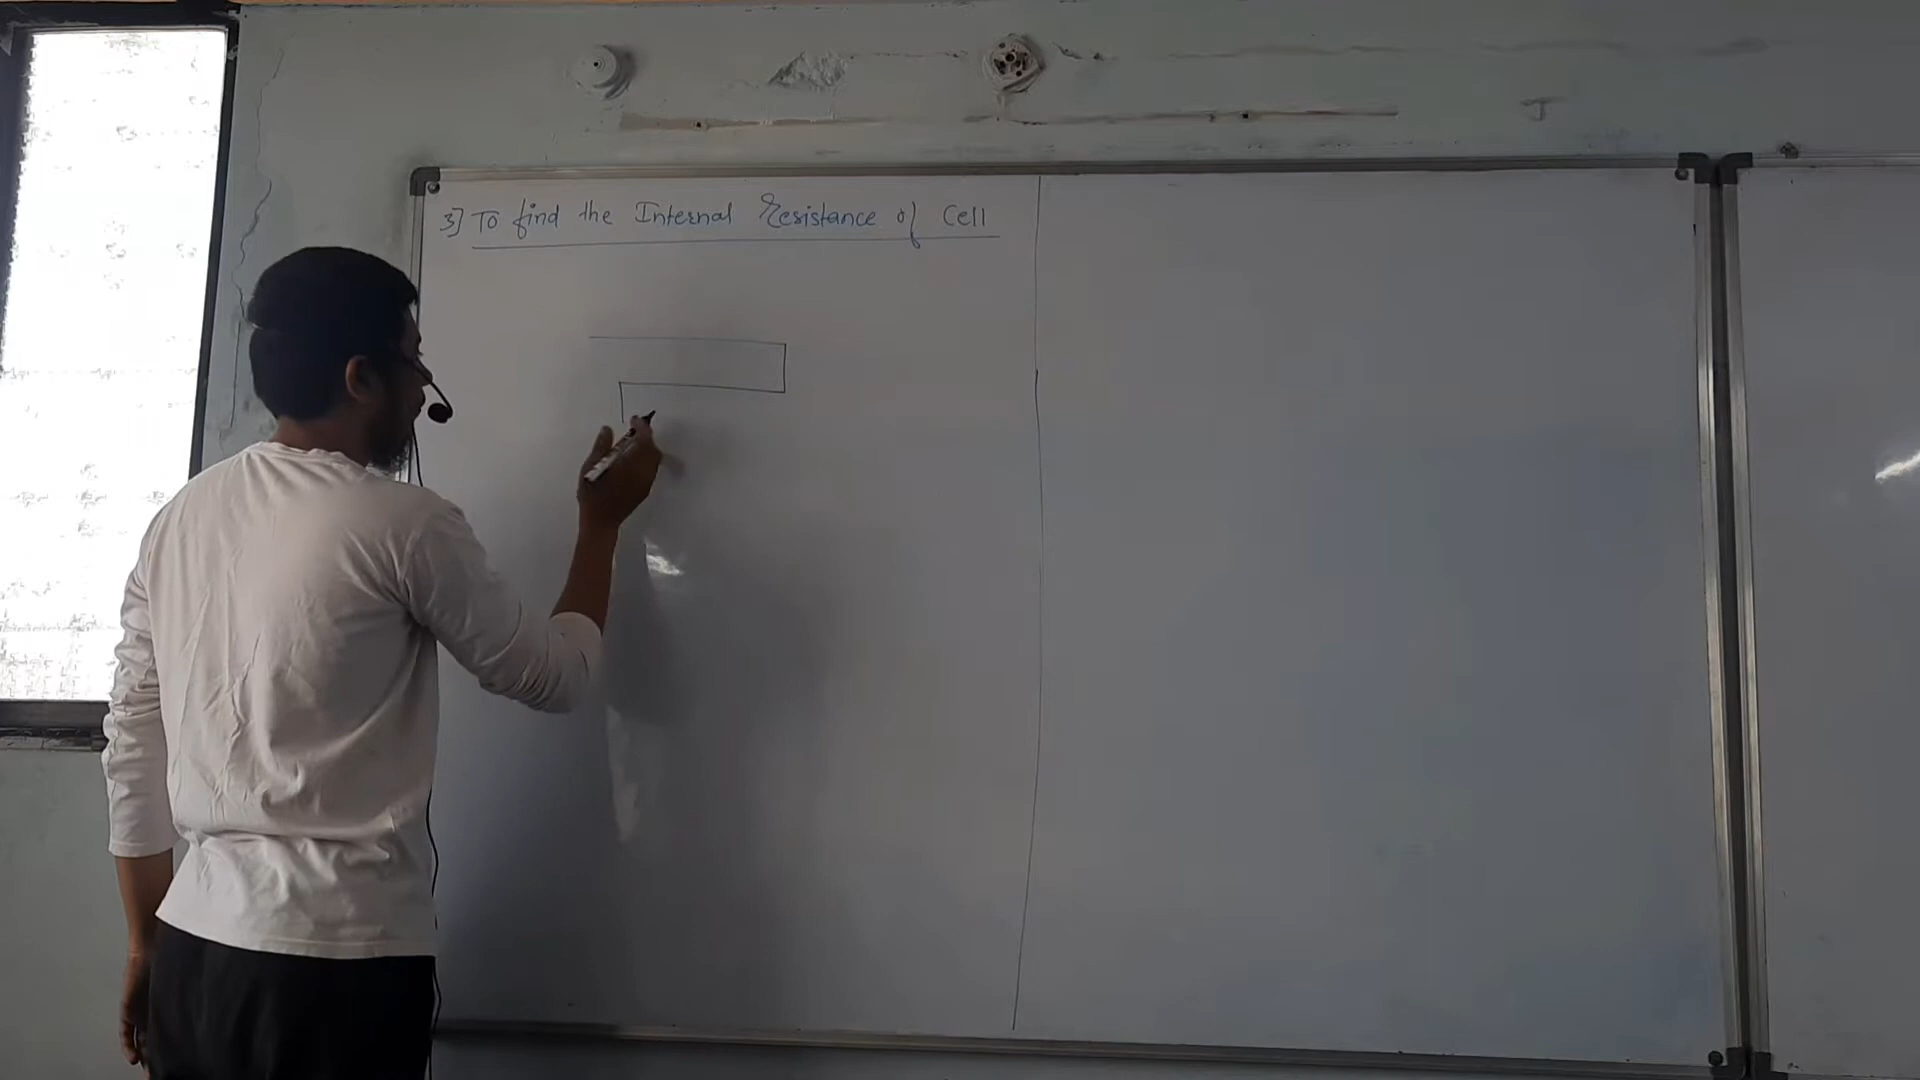 3] To find the Internal Resistance of Cell